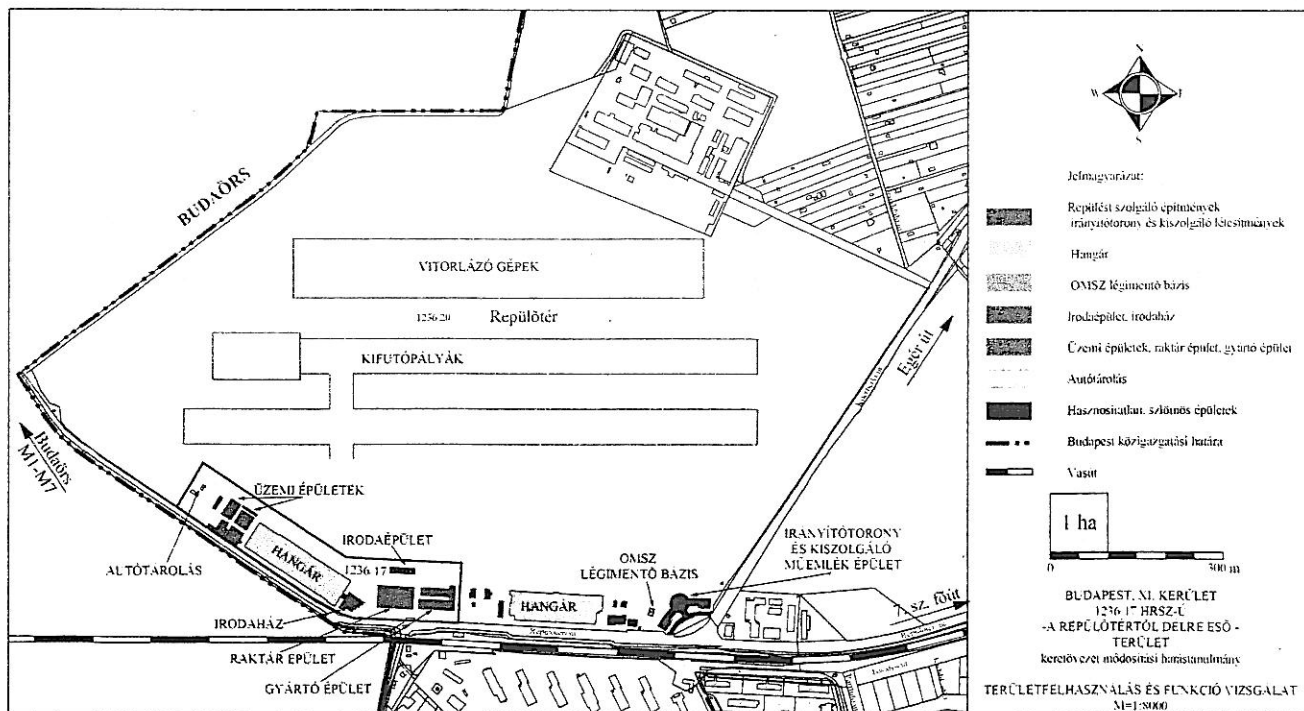 BUDAÖRS
VITORLÁZÓ GÉPEK
1236/20 Repülőtér
KIFUTÓPÁLYÁK
Egér út
Budaörs
M1-M7
ÜZEMI ÉPÜLETEK
HANGÁR
AUTÓTÁROLÁS
IRODAÉPÜLET
1236/17
IRODAHÁZ
RAKTÁR ÉPÜLET
GYÁRTÓ ÉPÜLET
HANGÁR
OMSZ
LÉGIMENTŐ BÁZIS
IRÁNYÍTÓTORONY
ÉS KISZOLGÁLÓ
MŰEMLÉK ÉPÜLET
7. sz. főút
N
W
E
S
Jelmagyarázat:
Repülést szolgáló építmények
irányítótorony és kiszolgáló létesítmények
Hangár
OMSZ légimentő bázis
Irodaépület, irodaház
Üzemi épületek, raktár épület, gyártó épület
Autótárolás
Hasznosítatlan, szlömös épületek
Budapest közigazgatási határa
Vasút
1 ha
0 300 m
BUDAPEST, XI. KERÜLET
1236/17 HRSZ-Ú
-A REPÜLŐTÉRTŐL DÉLRE ESŐ -
TERÜLET
keretövezet módosítási hatástanulmány
TERÜLETFELHASZNÁLÁS ÉS FUNKCIÓ VIZSGÁLAT
M=1:8000